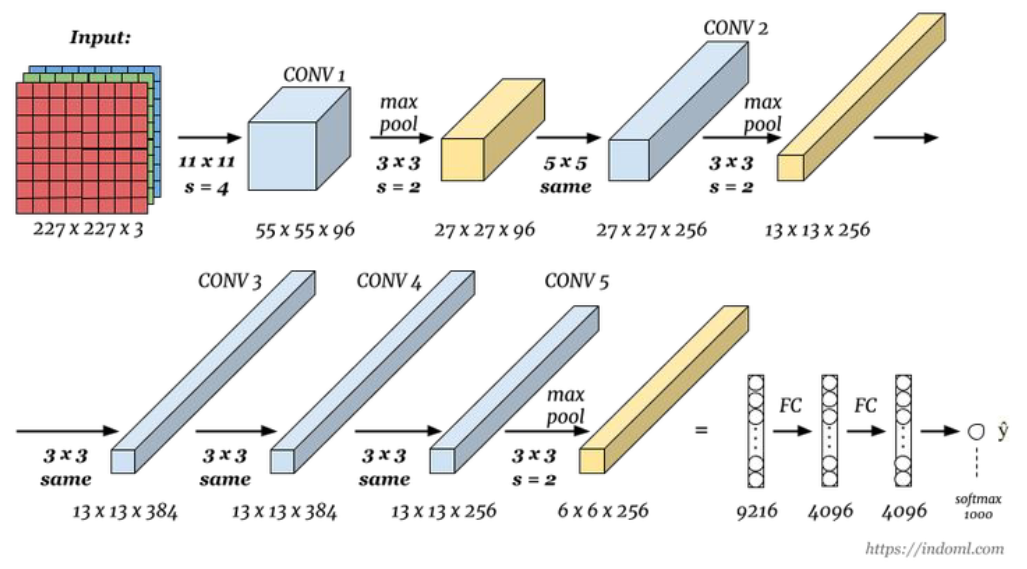 Input:
227 x 227 x 3
11 x 11
s = 4
CONV 1
55 x 55 x 96
max
pool
3 x 3
s = 2
27 x 27 x 96
5 x 5
same
CONV 2
27 x 27 x 256
max
pool
3 x 3
s = 2
13 x 13 x 256
3 x 3
same
CONV 3
13 x 13 x 384
3 x 3
same
CONV 4
13 x 13 x 384
3 x 3
same
CONV 5
13 x 13 x 256
max
pool
3 x 3
s = 2
6 x 6 x 256
=
9216
FC
4096
FC
4096
ŷ
softmax
1000
https://indoml.com